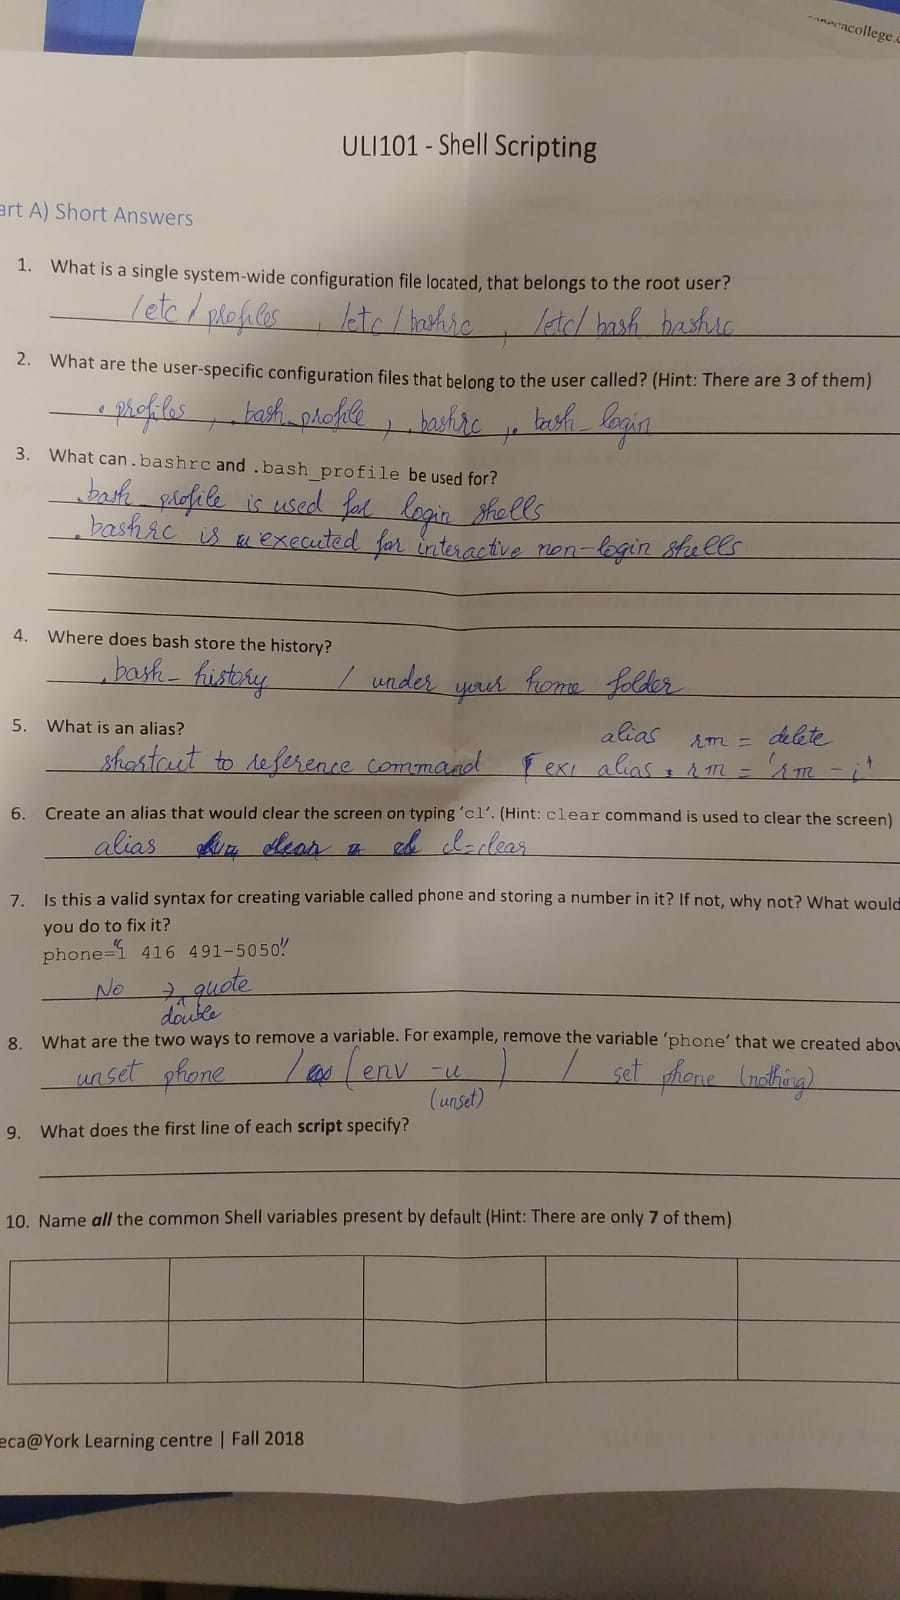 necacollege.c
ULI101 - Shell Scripting
art A) Short Answers
1. What is a single system-wide configuration file located, that belongs to the root user?
/etc/profiles , /etc/bashrc , /etc/bash bashrc
2. What are the user-specific configuration files that belong to the user called? (Hint: There are 3 of them)
.profiles , .bash_profile , .bashrc , .bash_login
3. What can .bashrc and .bash_profile be used for?
.bash_profile is used for login shells
.bashrc is executed for interactive non-login shells
4. Where does bash store the history?
.bash_history / under your home folder
5. What is an alias?
alias rm = delete
shortcut to reference command ex: alias rm = 'rm -i'
6. Create an alias that would clear the screen on typing 'cl'. (Hint: clear command is used to clear the screen)
alias clear = cl=clear
7. Is this a valid syntax for creating variable called phone and storing a number in it? If not, why not? What would
you do to fix it?
phone="1 416 491-5050"
No → quote
double
8. What are the two ways to remove a variable. For example, remove the variable 'phone' that we created abov
unset phone / (env -u ) / set phone (nothing)
(unset)
9. What does the first line of each script specify?
10. Name all the common Shell variables present by default (Hint: There are only 7 of them)
eca@York Learning centre | Fall 2018